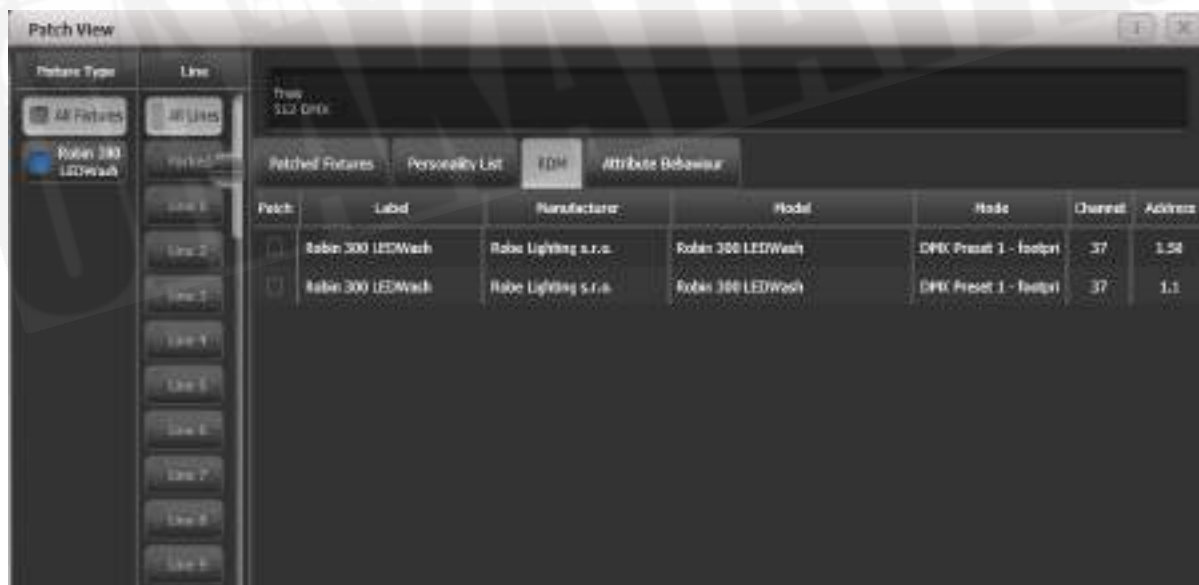 Patch View
Fixture Type
Line
All Fixtures
All Lines
Robin 300
LEDWash
Parked
Line 1
Line 2
Line 3
Line 4
Line 5
Line 6
Line 7
Line 8
Line 9
512 DMX
Patched Fixtures
Personality List
RDM
Attribute Behaviour
Patch Label Manufacturer Model Mode Channel Address
Robin 300 LEDWash Robe Lighting s.r.o. Robin 300 LEDWash DMX Preset 1 - footpri 37
Robin 300 LEDWash Robe Lighting s.r.o. Robin 300 LEDWash DMX Preset 1 - footpri 37 1.1